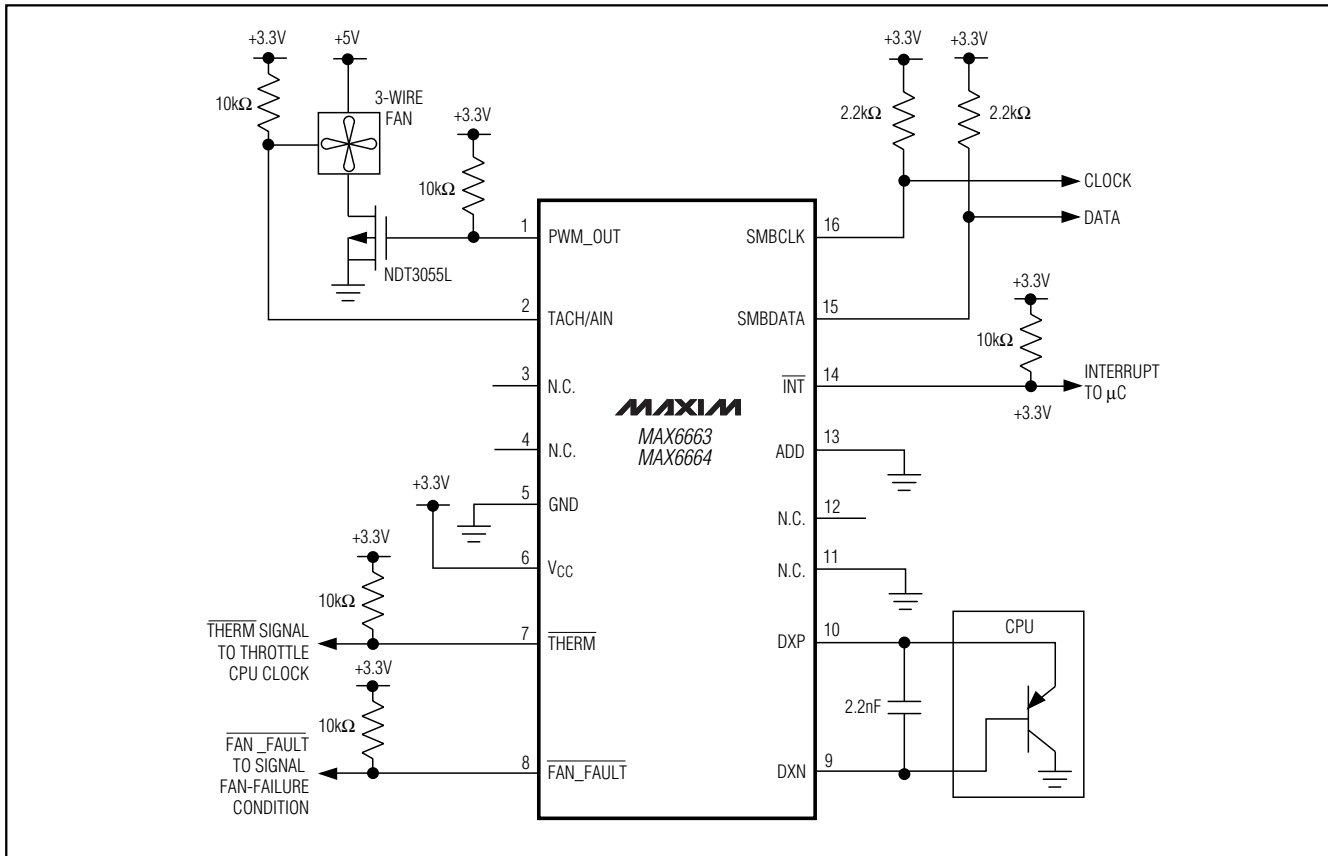 +3.3V
+5V
10kΩ
3-WIRE
FAN
+3.3V
10kΩ
NDT3055L
+3.3V
+3.3V
2.2kΩ
2.2kΩ
CLOCK
DATA
1
PWM_OUT
SMBCLK
16
2
TACH/AIN
SMBDATA
15
+3.3V
10kΩ
3
N.C.
INT
14
INTERRUPT
TO μC
+3.3V
MAXIM
MAX6663
MAX6664
4
N.C.
ADD
13
+3.3V
5
GND
N.C.
12
6
VCC
N.C.
11
+3.3V
10kΩ
THERM SIGNAL
TO THROTTLE
CPU CLOCK
7
THERM
DXP
10
CPU
2.2nF
+3.3V
10kΩ
FAN _FAULT
TO SIGNAL
FAN-FAILURE
CONDITION
8
FAN_FAULT
DXN
9